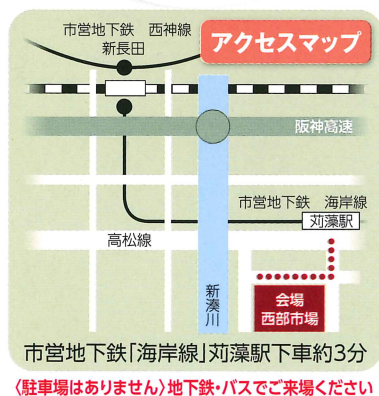 市営地下鉄　西神線
新長田
アクセスマップ
阪神高速
市営地下鉄　海岸線
苅藻駅
高松線
新湊川
会場
西部市場
市営地下鉄「海岸線」苅藻駅下車約3分
〈駐車場はありません〉地下鉄・バスでご来場ください